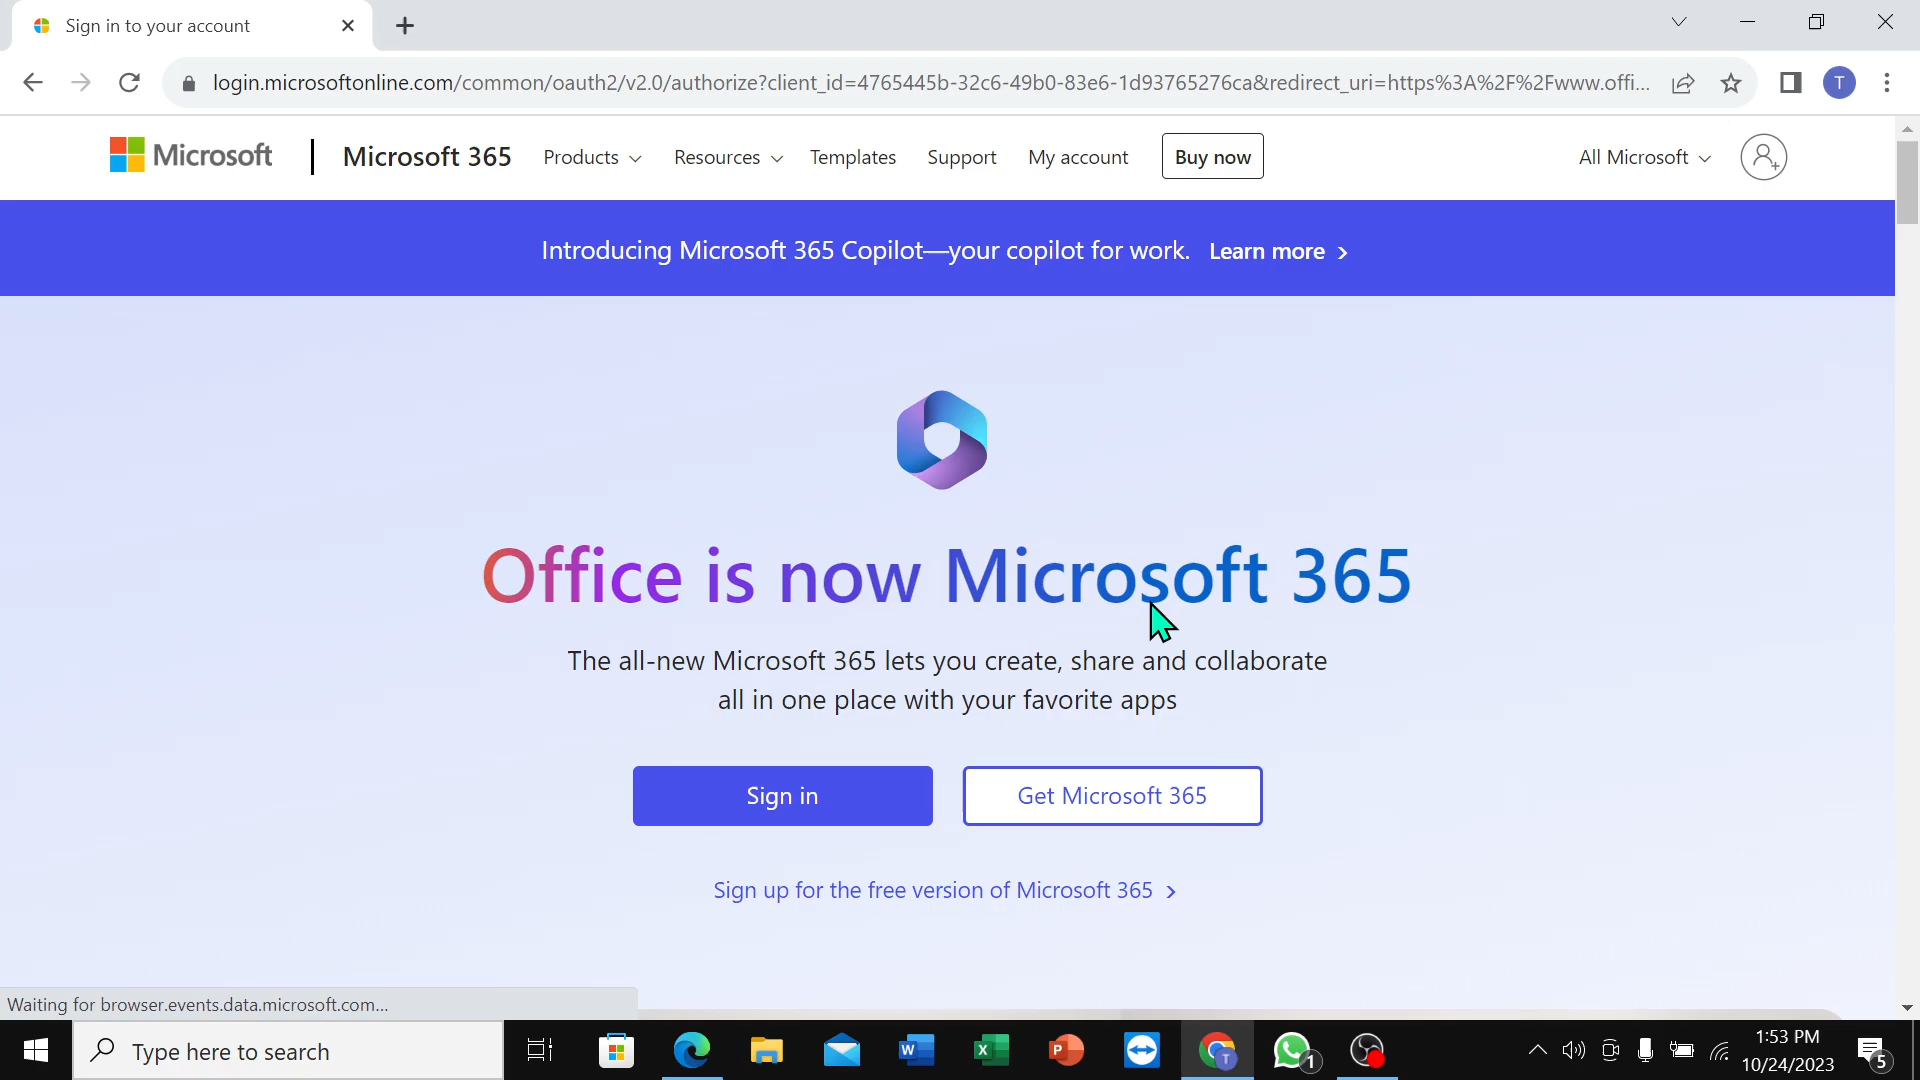 Sign in to your account
login.microsoftonline.com/common/oauth2/v2.0/authorize?client_id=4765445b-32c6-49b0-83e6-1d93765276ca&redirect_uri=https%3A%2F%2Fwww.offi...
T
Microsoft
Microsoft 365
Products
Resources
Templates
Support
My account
Buy now
All Microsoft
Introducing Microsoft 365 Copilot—your copilot for work. Learn more >
Office is now Microsoft 365
The all-new Microsoft 365 lets you create, share and collaborate
all in one place with your favorite apps
Sign in
Get Microsoft 365
Sign up for the free version of Microsoft 365 >
Waiting for browser.events.data.microsoft.com...
Type here to search
W
X
P
T
1
1:53 PM
10/24/2023
5